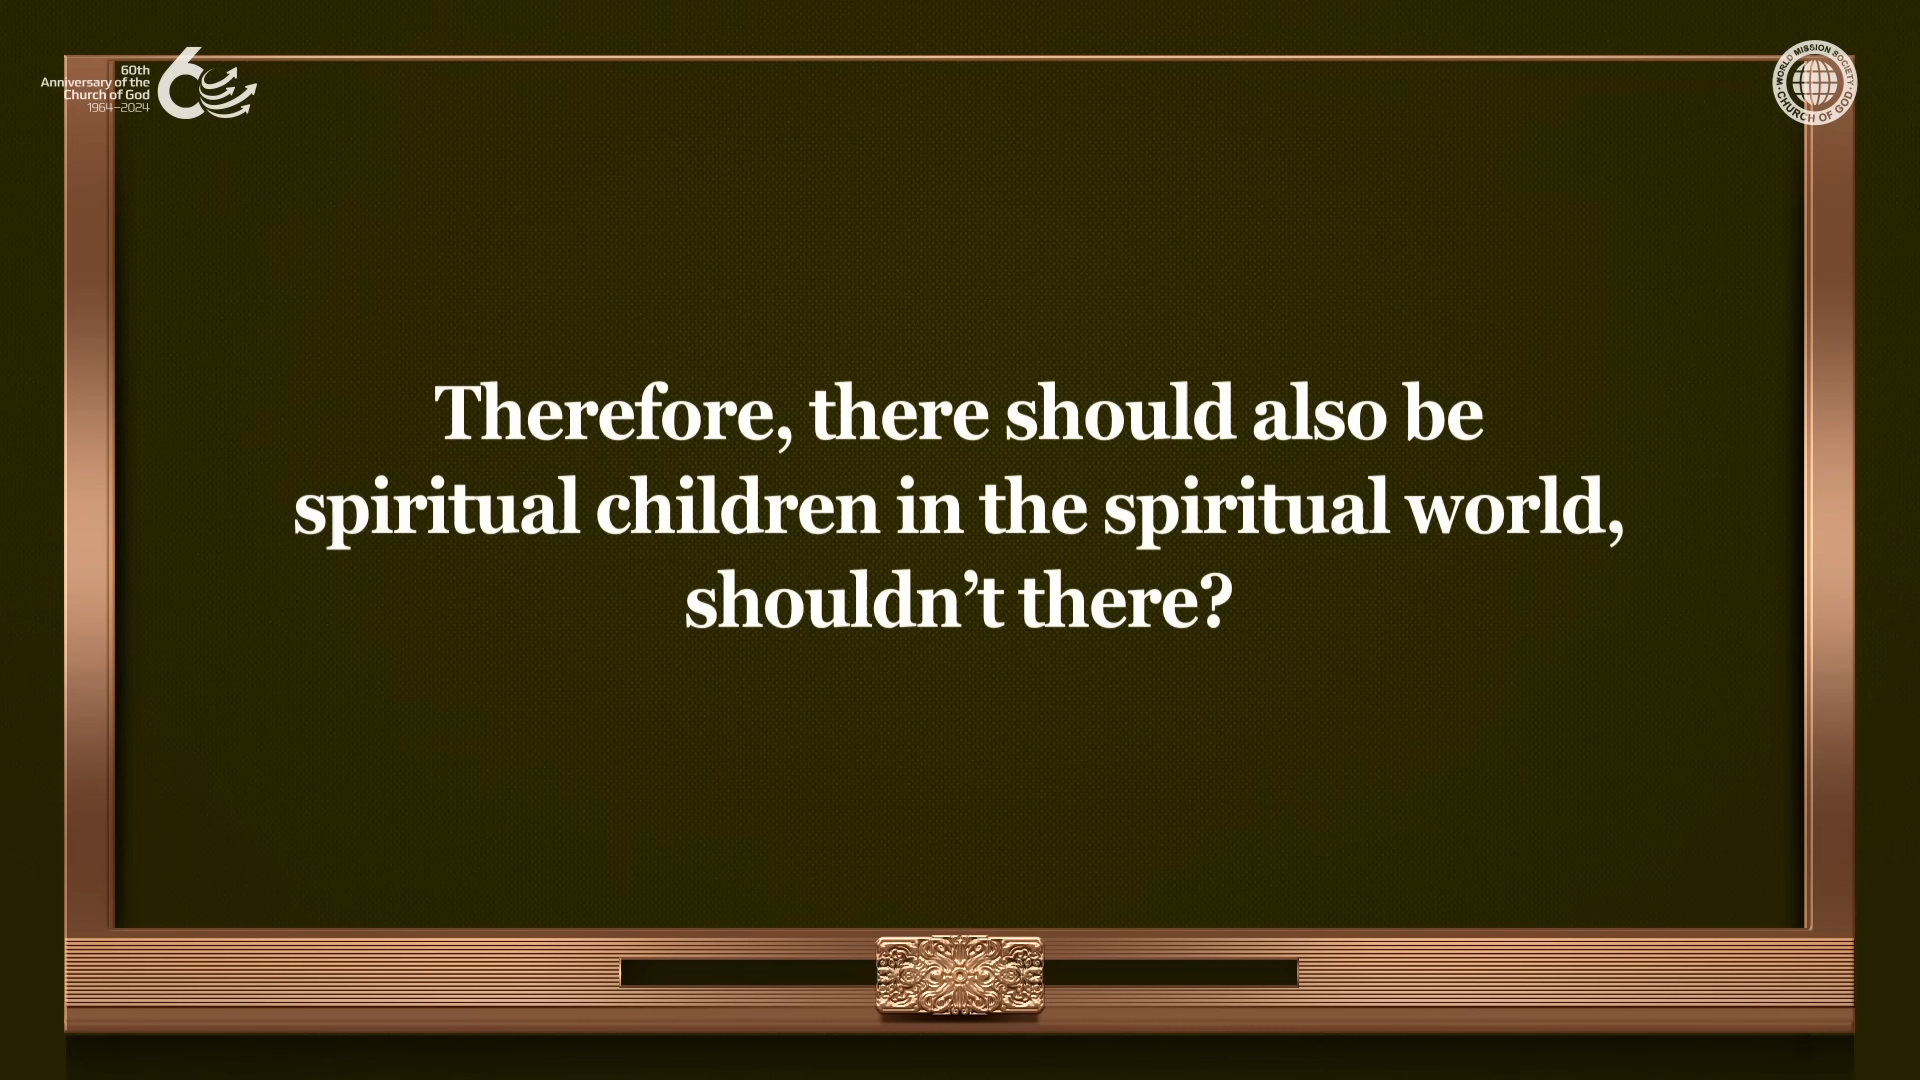 60th
Anniversary of the
Church of God
1964–2024
WORLD MISSION SOCIETY
CHURCH OF GOD
Therefore, there should also be
spiritual children in the spiritual world,
shouldn’t there?